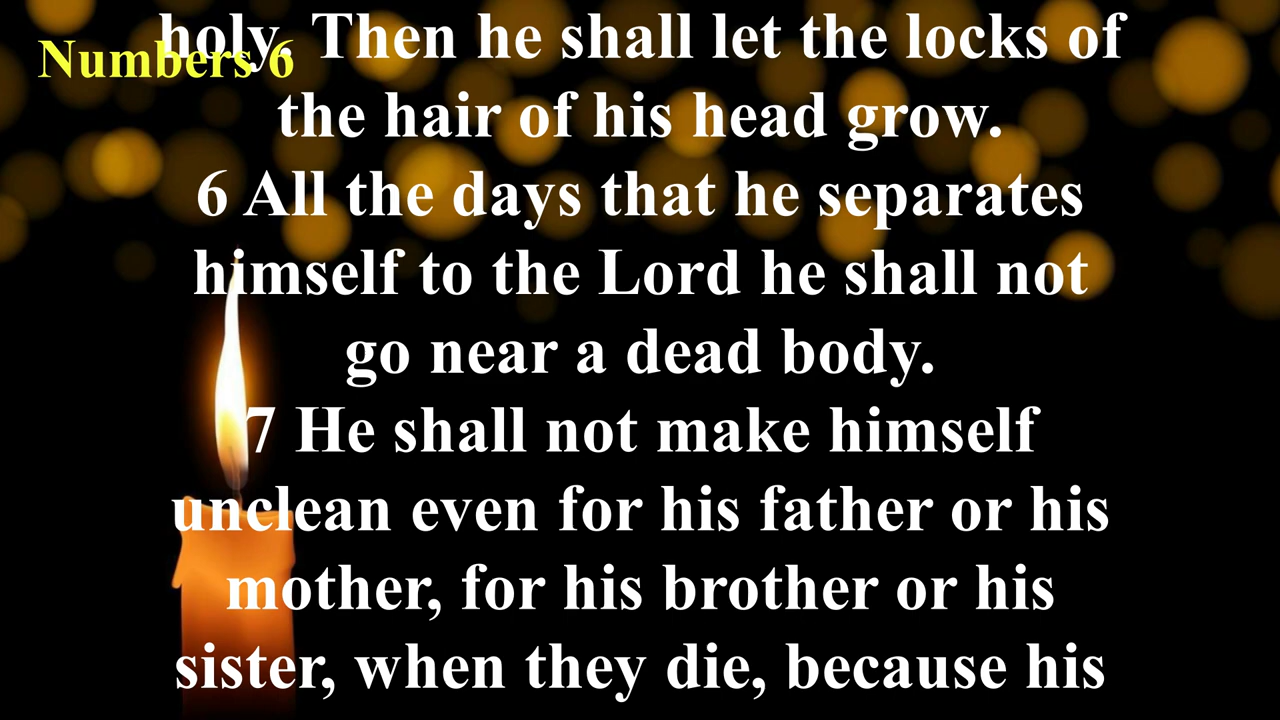 holy. Then he shall let the locks of
Numbers 6
the hair of his head grow.
6 All the days that he separates
himself to the Lord he shall not
go near a dead body.
7 He shall not make himself
unclean even for his father or his
mother, for his brother or his
sister, when they die, because his